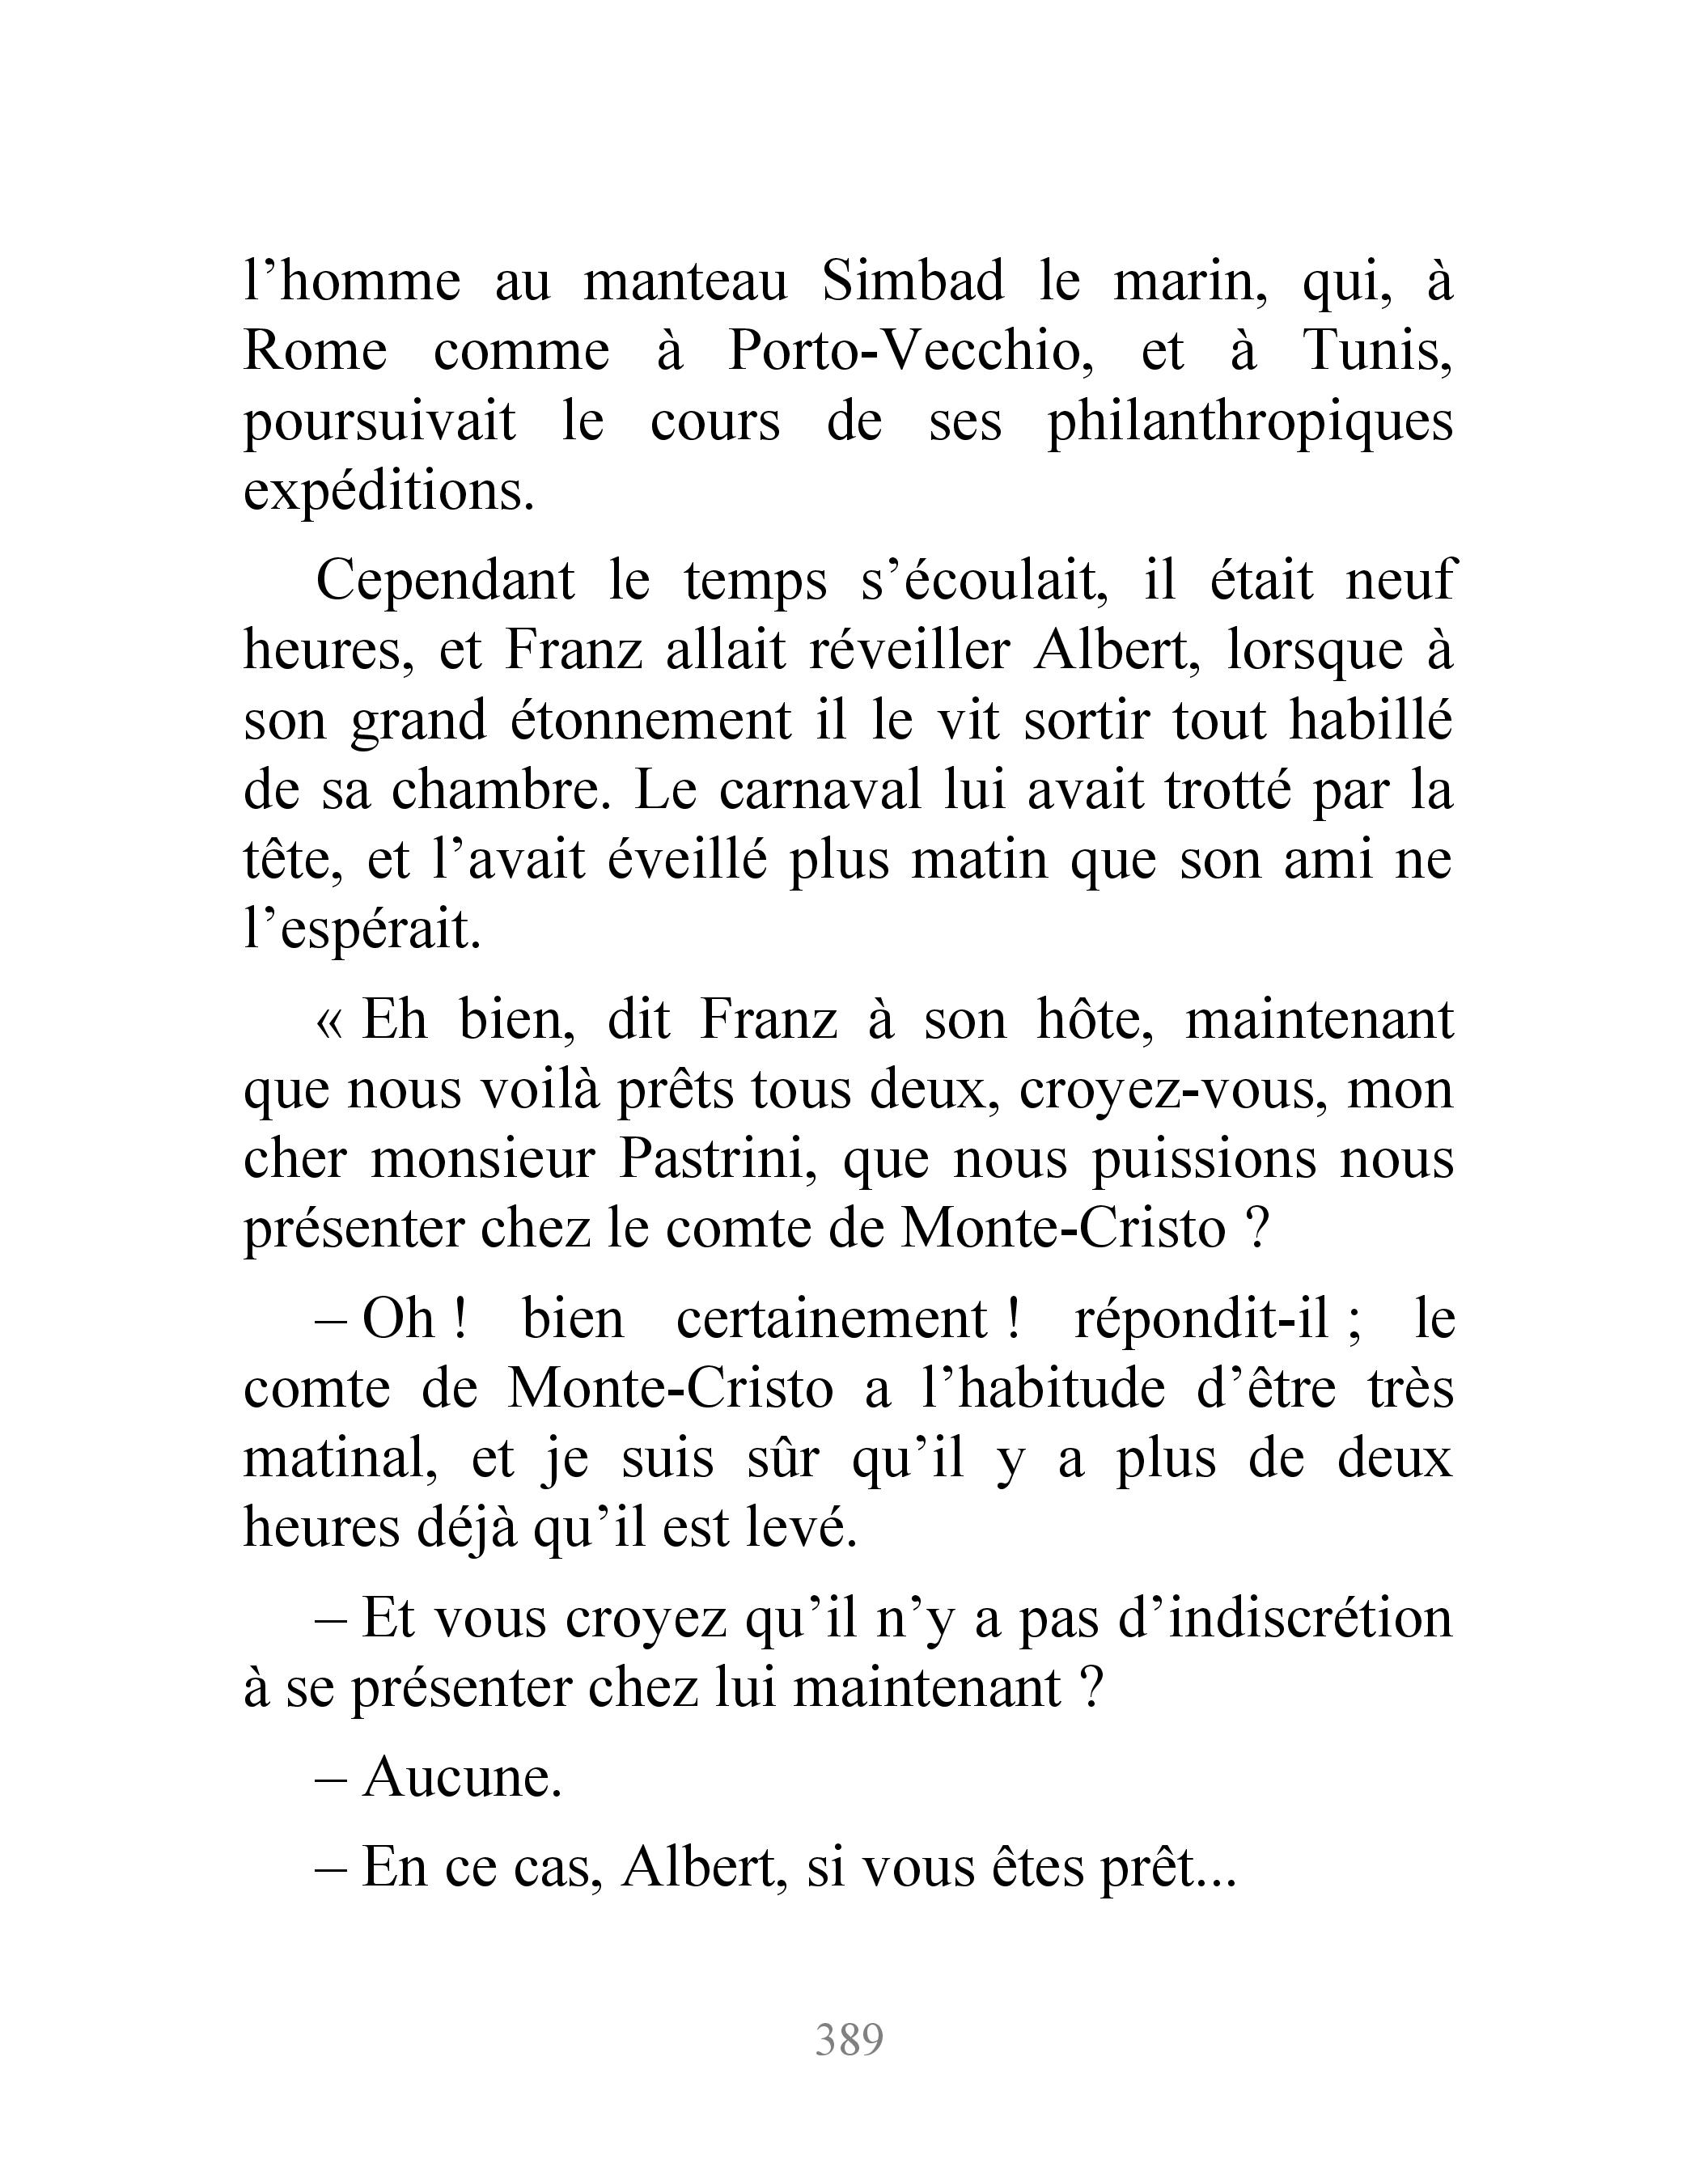 l’homme au manteau Simbad le marin, qui, à
Rome comme à Porto-Vecchio, et à Tunis,
poursuivait le cours de ses philanthropiques
expéditions.
Cependant le temps s’écoulait, il était neuf
heures, et Franz allait réveiller Albert, lorsque à
son grand étonnement il le vit sortir tout habillé
de sa chambre. Le carnaval lui avait trotté par la
tête, et l’avait éveillé plus matin que son ami ne
l’espérait.
« Eh bien, dit Franz à son hôte, maintenant
que nous voilà prêts tous deux, croyez-vous, mon
cher monsieur Pastrini, que nous puissions nous
présenter chez le comte de Monte-Cristo ?
– Oh ! bien certainement ! répondit-il ; le
comte de Monte-Cristo a l’habitude d’être très
matinal, et je suis sûr qu’il y a plus de deux
heures déjà qu’il est levé.
– Et vous croyez qu’il n’y a pas d’indiscrétion
à se présenter chez lui maintenant ?
– Aucune.
– En ce cas, Albert, si vous êtes prêt...
389